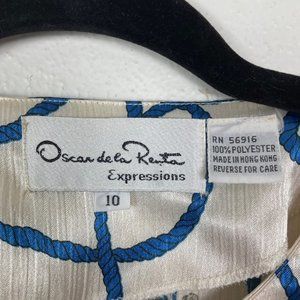 Oscar de la Renta
Expressions
10
RN 56916
100% POLYESTER
MADE IN HONG KONG
REVERSE FOR CARE